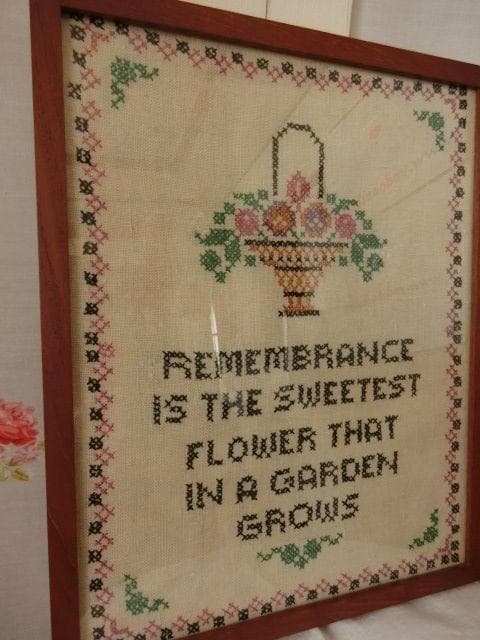 REMEMBRANCE
IS THE SWEETEST
FLOWER THAT
IN A GARDEN
GROWS